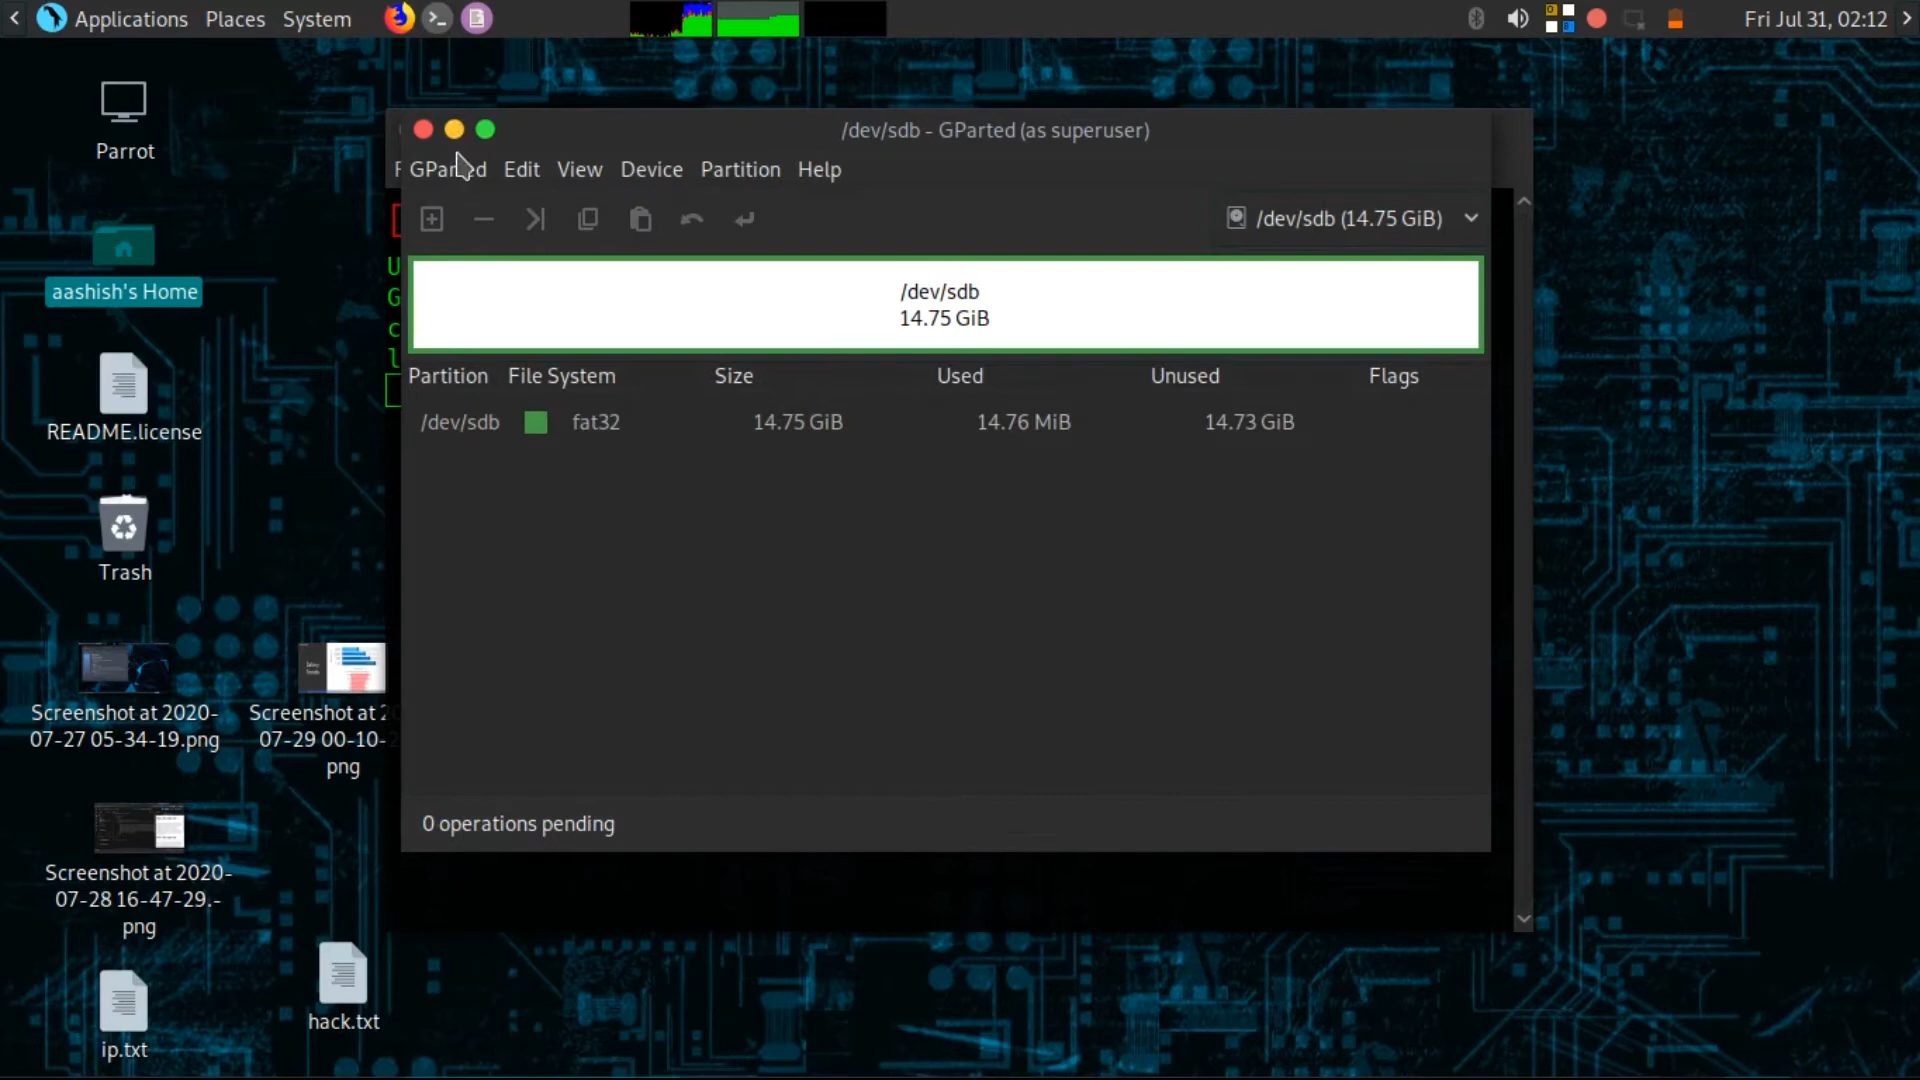 Applications Places System
Fri Jul 31, 02:12
Parrot
aashish's Home
README.license
Trash
Screenshot at 2020-
07-27 05-34-19.png
Screenshot at 2
07-29 00-10-
png
Screenshot at 2020-
07-28 16-47-29.-
png
hack.txt
ip.txt
/dev/sdb - GParted (as superuser)
GParted Edit View Device Partition Help
/dev/sdb (14.75 GiB)
/dev/sdb
14.75 GiB
Partition File System Size Used Unused Flags
/dev/sdb fat32 14.75 GiB 14.76 MiB 14.73 GiB
0 operations pending
U
G
c
l